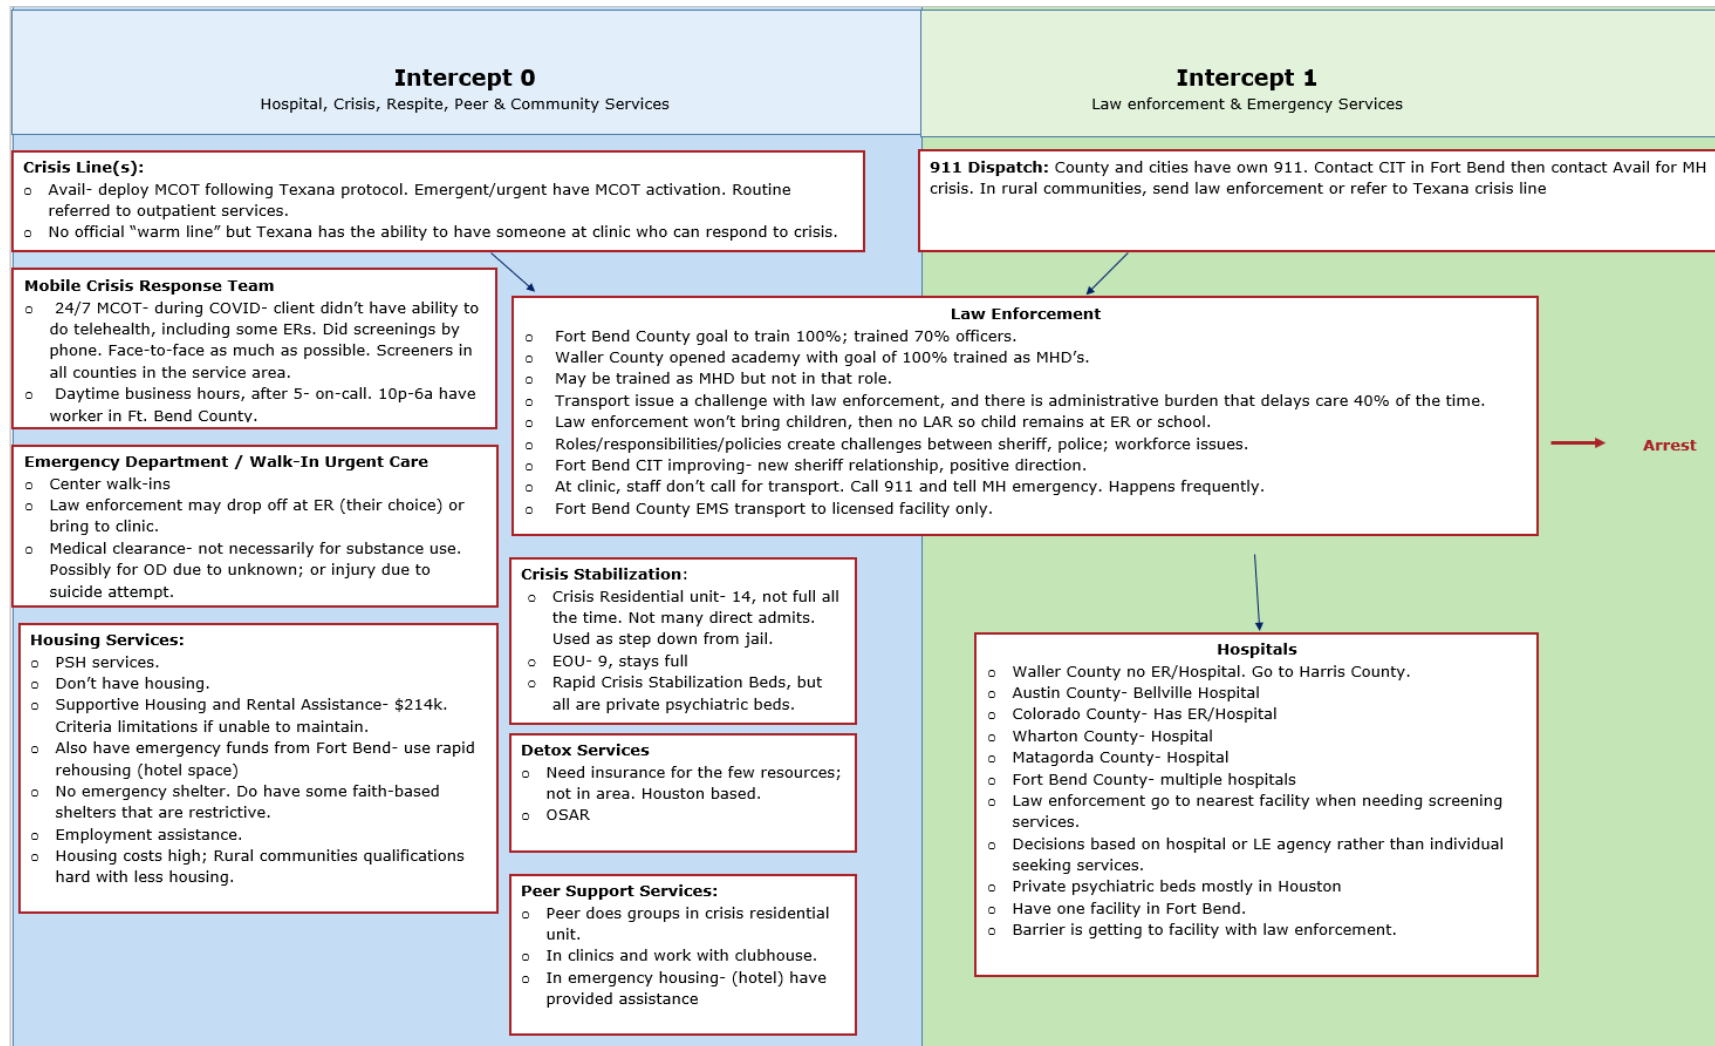 Intercept 0
Hospital, Crisis, Respite, Peer & Community Services
Intercept 1
Law enforcement & Emergency Services
Crisis Line(s):
o Avail- deploy MCOT following Texana protocol. Emergent/urgent have MCOT activation. Routine
referred to outpatient services.
o No official “warm line” but Texana has the ability to have someone at clinic who can respond to crisis.
911 Dispatch: County and cities have own 911. Contact CIT in Fort Bend then contact Avail for MH
crisis. In rural communities, send law enforcement or refer to Texana crisis line
Mobile Crisis Response Team
o 24/7 MCOT- during COVID- client didn’t have ability to
do telehealth, including some ERs. Did screenings by
phone. Face-to-face as much as possible. Screeners in
all counties in the service area.
o Daytime business hours, after 5- on-call. 10p-6a have
worker in Ft. Bend County.
Law Enforcement
o Fort Bend County goal to train 100%; trained 70% officers.
o Waller County opened academy with goal of 100% trained as MHD’s.
o May be trained as MHD but not in that role.
o Transport issue a challenge with law enforcement, and there is administrative burden that delays care 40% of the time.
o Law enforcement won’t bring children, then no LAR so child remains at ER or school.
o Roles/responsibilities/policies create challenges between sheriff, police; workforce issues.
o Fort Bend CIT improving- new sheriff relationship, positive direction.
o At clinic, staff don’t call for transport. Call 911 and tell MH emergency. Happens frequently.
o Fort Bend County EMS transport to licensed facility only.
Arrest
Emergency Department / Walk-In Urgent Care
o Center walk-ins
o Law enforcement may drop off at ER (their choice) or
bring to clinic.
o Medical clearance- not necessarily for substance use.
Possibly for OD due to unknown; or injury due to
suicide attempt.
Crisis Stabilization:
o Crisis Residential unit- 14, not full all
the time. Not many direct admits.
Used as step down from jail.
o EOU- 9, stays full
o Rapid Crisis Stabilization Beds, but
all are private psychiatric beds.
Housing Services:
o PSH services.
o Don’t have housing.
o Supportive Housing and Rental Assistance- $214k.
Criteria limitations if unable to maintain.
o Also have emergency funds from Fort Bend- use rapid
rehousing (hotel space)
o No emergency shelter. Do have some faith-based
shelters that are restrictive.
o Employment assistance.
o Housing costs high; Rural communities qualifications
hard with less housing.
Detox Services
o Need insurance for the few resources;
not in area. Houston based.
o OSAR
Peer Support Services:
o Peer does groups in crisis residential
unit.
o In clinics and work with clubhouse.
o In emergency housing- (hotel) have
provided assistance
Hospitals
o Waller County no ER/Hospital. Go to Harris County.
o Austin County- Bellville Hospital
o Colorado County- Has ER/Hospital
o Wharton County- Hospital
o Matagorda County- Hospital
o Fort Bend County- multiple hospitals
o Law enforcement go to nearest facility when needing screening
services.
o Decisions based on hospital or LE agency rather than individual
seeking services.
o Private psychiatric beds mostly in Houston
o Have one facility in Fort Bend.
o Barrier is getting to facility with law enforcement.